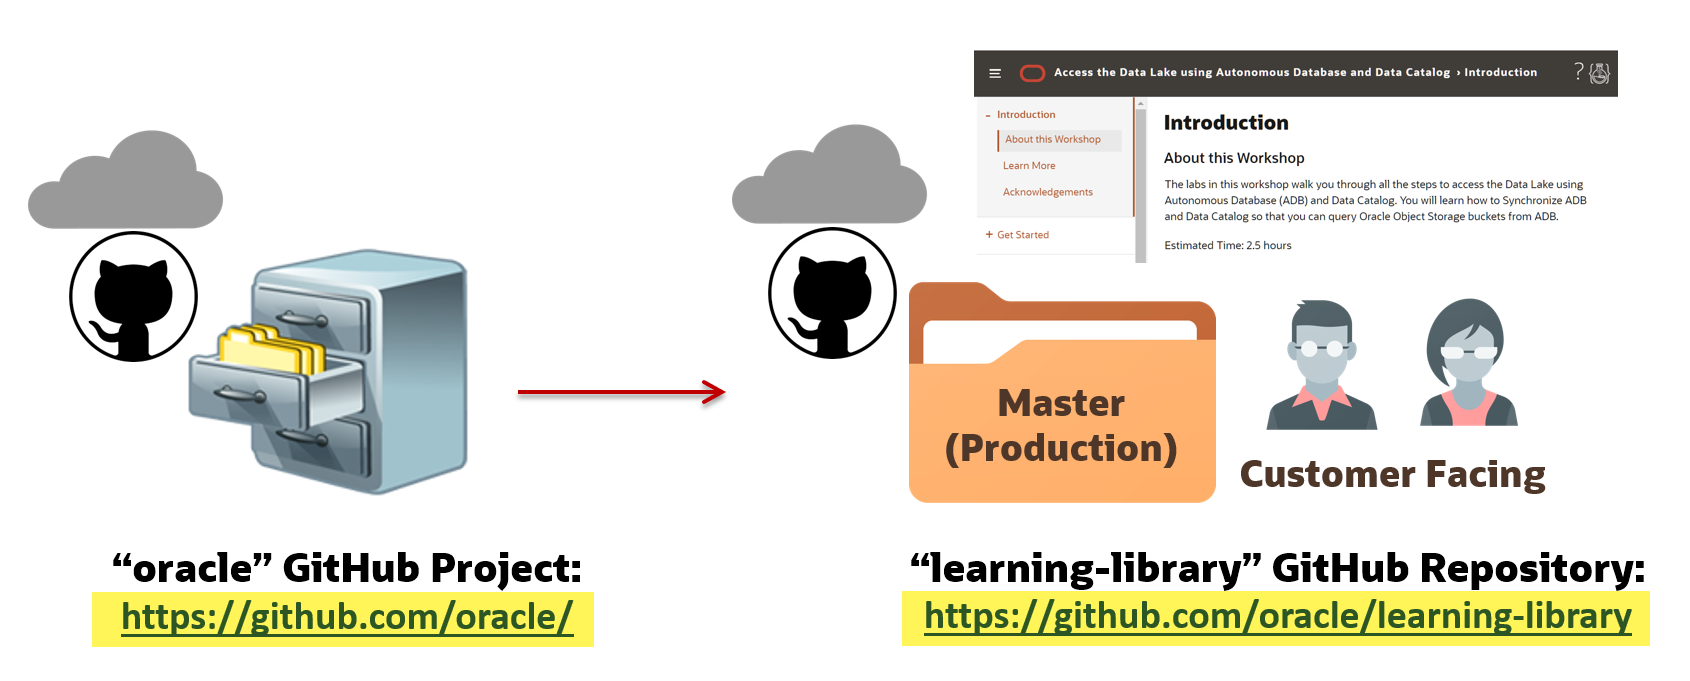 Access the Data Lake using Autonomous Database and Data Catalog › Introduction
?
- Introduction
About this Workshop
Learn More
Acknowledgements
+ Get Started
Introduction
About this Workshop
The labs in this workshop walk you through all the steps to access the Data Lake using
Autonomous Database (ADB) and Data Catalog. You will learn how to Synchronize ADB
and Data Catalog so that you can query Oracle Object Storage buckets from ADB.
Estimated Time: 2.5 hours
Master
(Production)
Customer Facing
“oracle” GitHub Project:
https://github.com/oracle/
“learning-library” GitHub Repository:
https://github.com/oracle/learning-library